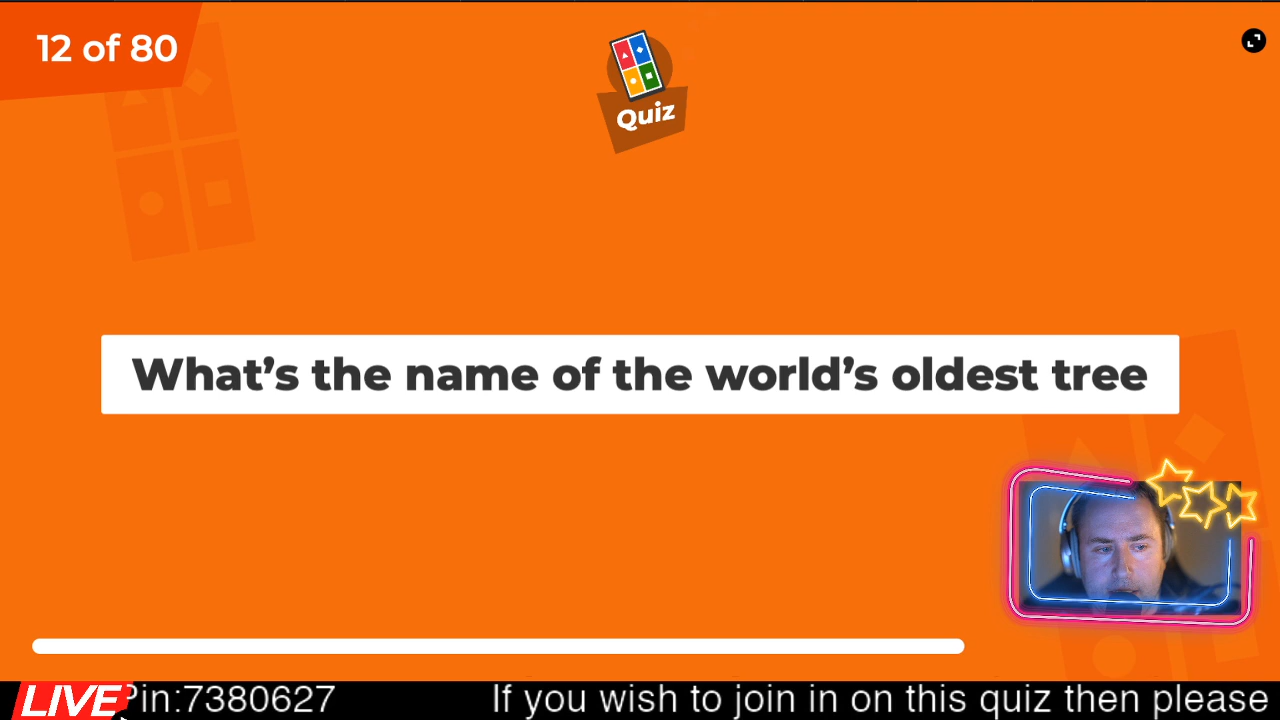 12 of 80
Quiz
What’s the name of the world’s oldest tree
LIVE Pin:7380627 If you wish to join in on this quiz then please